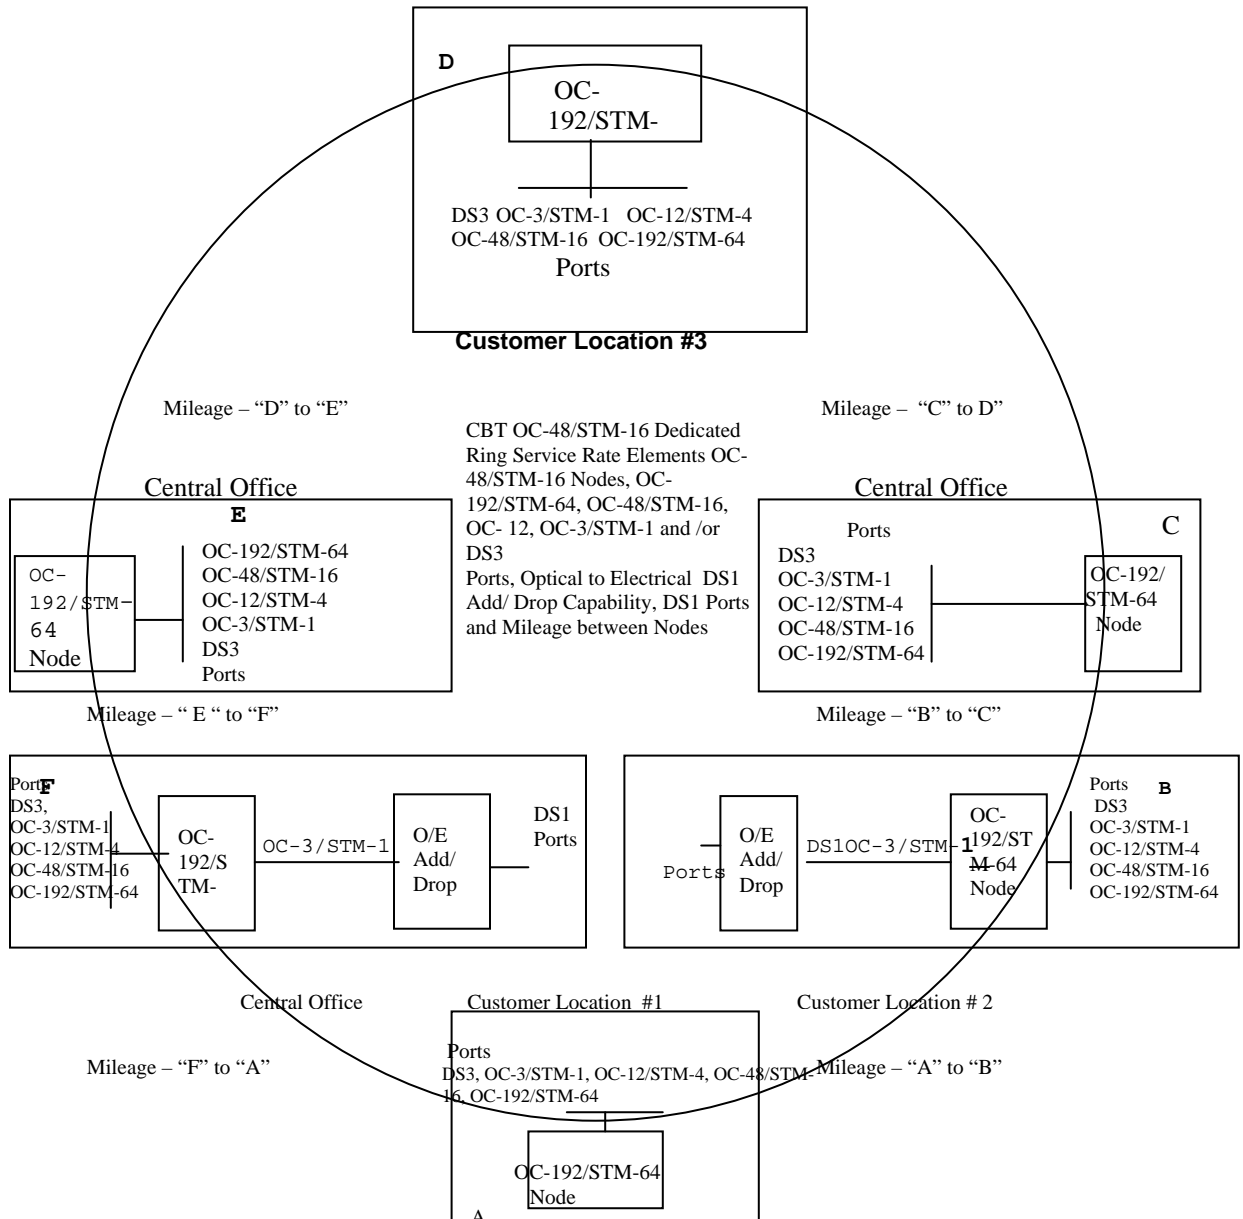 D
OC-
192/STM-
DS3 OC-3/STM-1 OC-12/STM-4
OC-48/STM-16 OC-192/STM-64
Ports
Customer Location #3
Mileage – “D” to “E”
Mileage – “C” to D”
CBT OC-48/STM-16 Dedicated
Ring Service Rate Elements OC-
48/STM-16 Nodes, OC-
192/STM-64, OC-48/STM-16,
OC- 12, OC-3/STM-1 and /or
DS3
Ports, Optical to Electrical DS1
Add/ Drop Capability, DS1 Ports
and Mileage between Nodes
Central Office
E
OC-
192/STM-
64
Node
OC-192/STM-64
OC-48/STM-16
OC-12/STM-4
OC-3/STM-1
DS3
Ports
Central Office
C
Ports
DS3
OC-3/STM-1
OC-12/STM-4
OC-48/STM-16
OC-192/STM-64
OC-192/
STM-64
Node
Mileage – “ E “ to “F”
Mileage – “B” to “C”
Ports
F
DS3,
OC-3/STM-1
OC-12/STM-4
OC-48/STM-16
OC-192/STM-64
OC-
192/S
TM-
OC-3/STM-1
O/E
Add/
Drop
DS1
Ports
Ports
O/E
Add/
Drop
DS1OC-3/STM-1
OC-
192/ST
M-64
Node
Ports
B
DS3
OC-3/STM-1
OC-12/STM-4
OC-48/STM-16
OC-192/STM-64
Central Office
Customer Location #1
Customer Location # 2
Mileage – “F” to “A”
Mileage – “A” to “B”
Ports
DS3, OC-3/STM-1, OC-12/STM-4, OC-48/STM-
16, OC-192/STM-64
OC-192/STM-64
Node
A